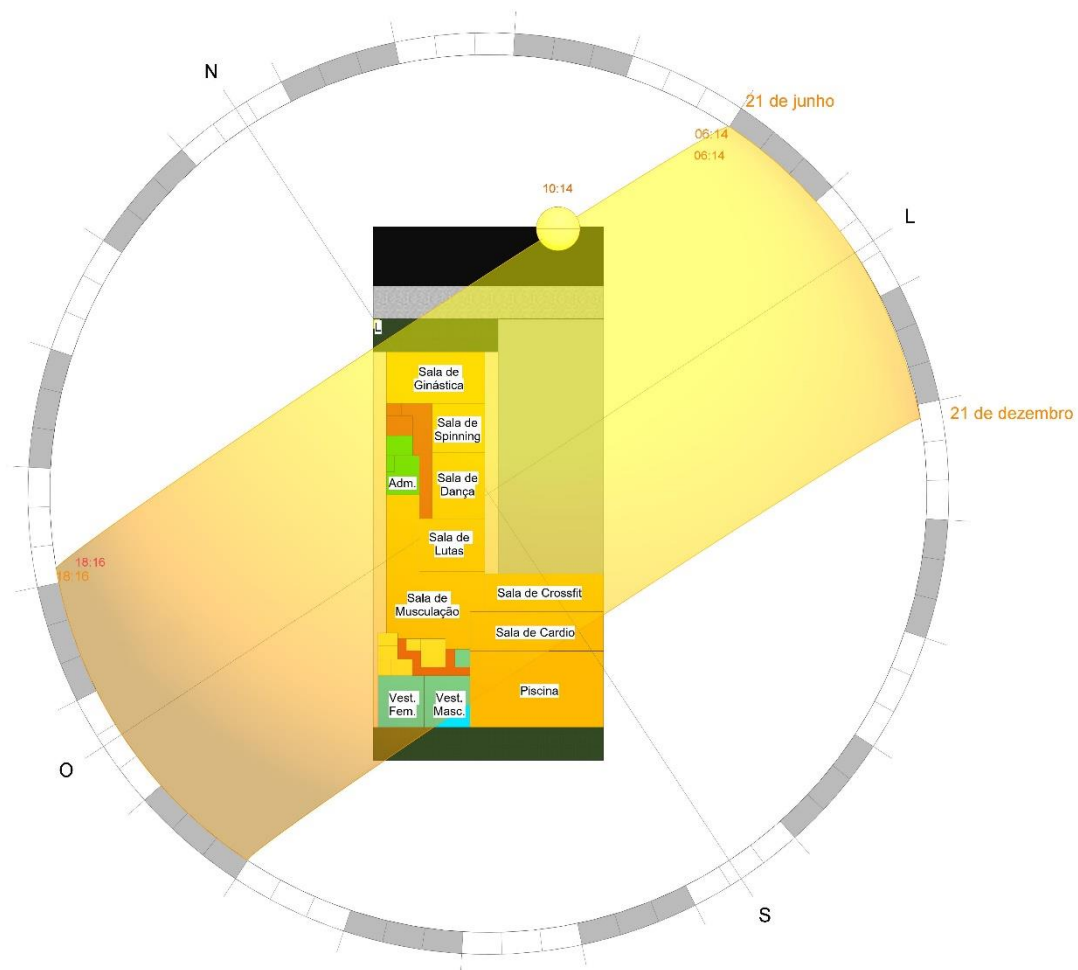 N
21 de junho
06:14
06:14
10:14
L
L
Sala de
Ginástica
Sala de
Spinning
21 de dezembro
Adm.
Sala de
Dança
Sala de
Lutas
18:16
18:16
Sala de Crossfit
Sala de
Musculação
Sala de Cardio
Piscina
Vest.
Fem.
Vest.
Masc.
O
S